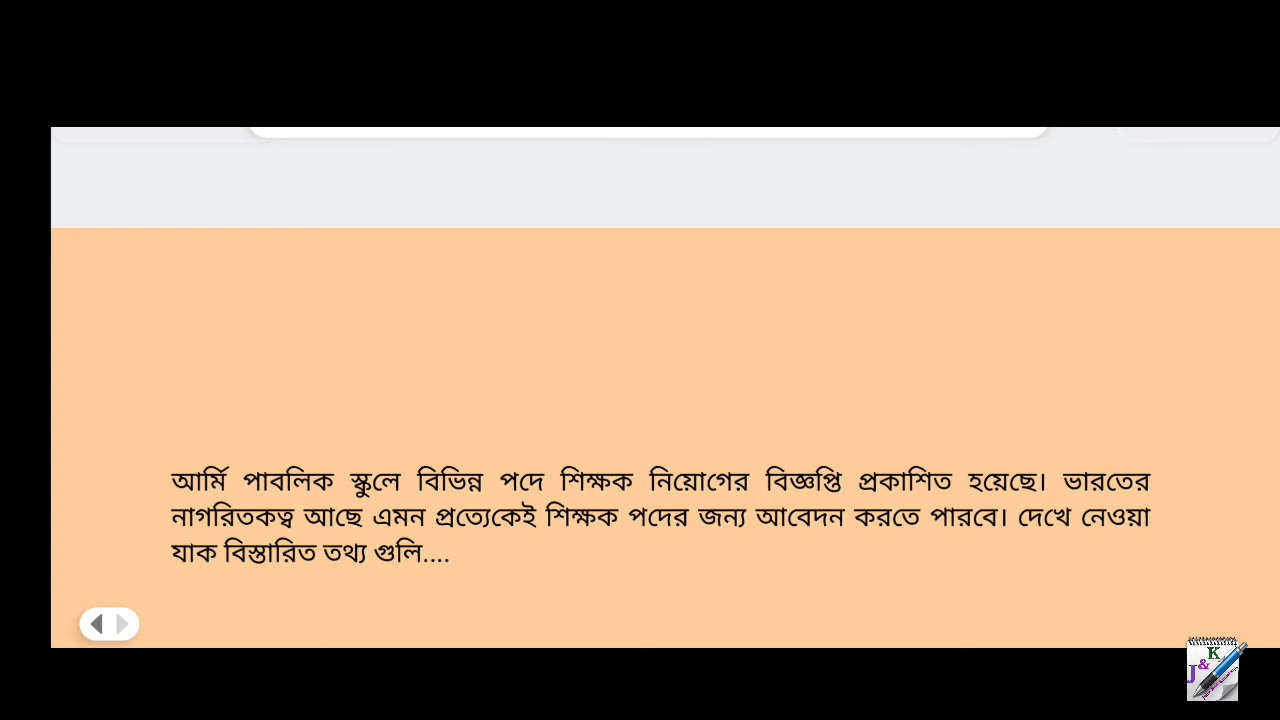 আর্মি পাবলিক স্কুলে বিভিন্ন পদে শিক্ষক নিয়োগের বিজ্ঞপ্তি প্রকাশিত হয়েছে। ভারতের
নাগরিতকত্ব আছে এমন প্রত্যেকেই শিক্ষক পদের জন্য আবেদন করতে পারবে। দেখে নেওয়া
যাক বিস্তারিত তথ্য গুলি....
J&K